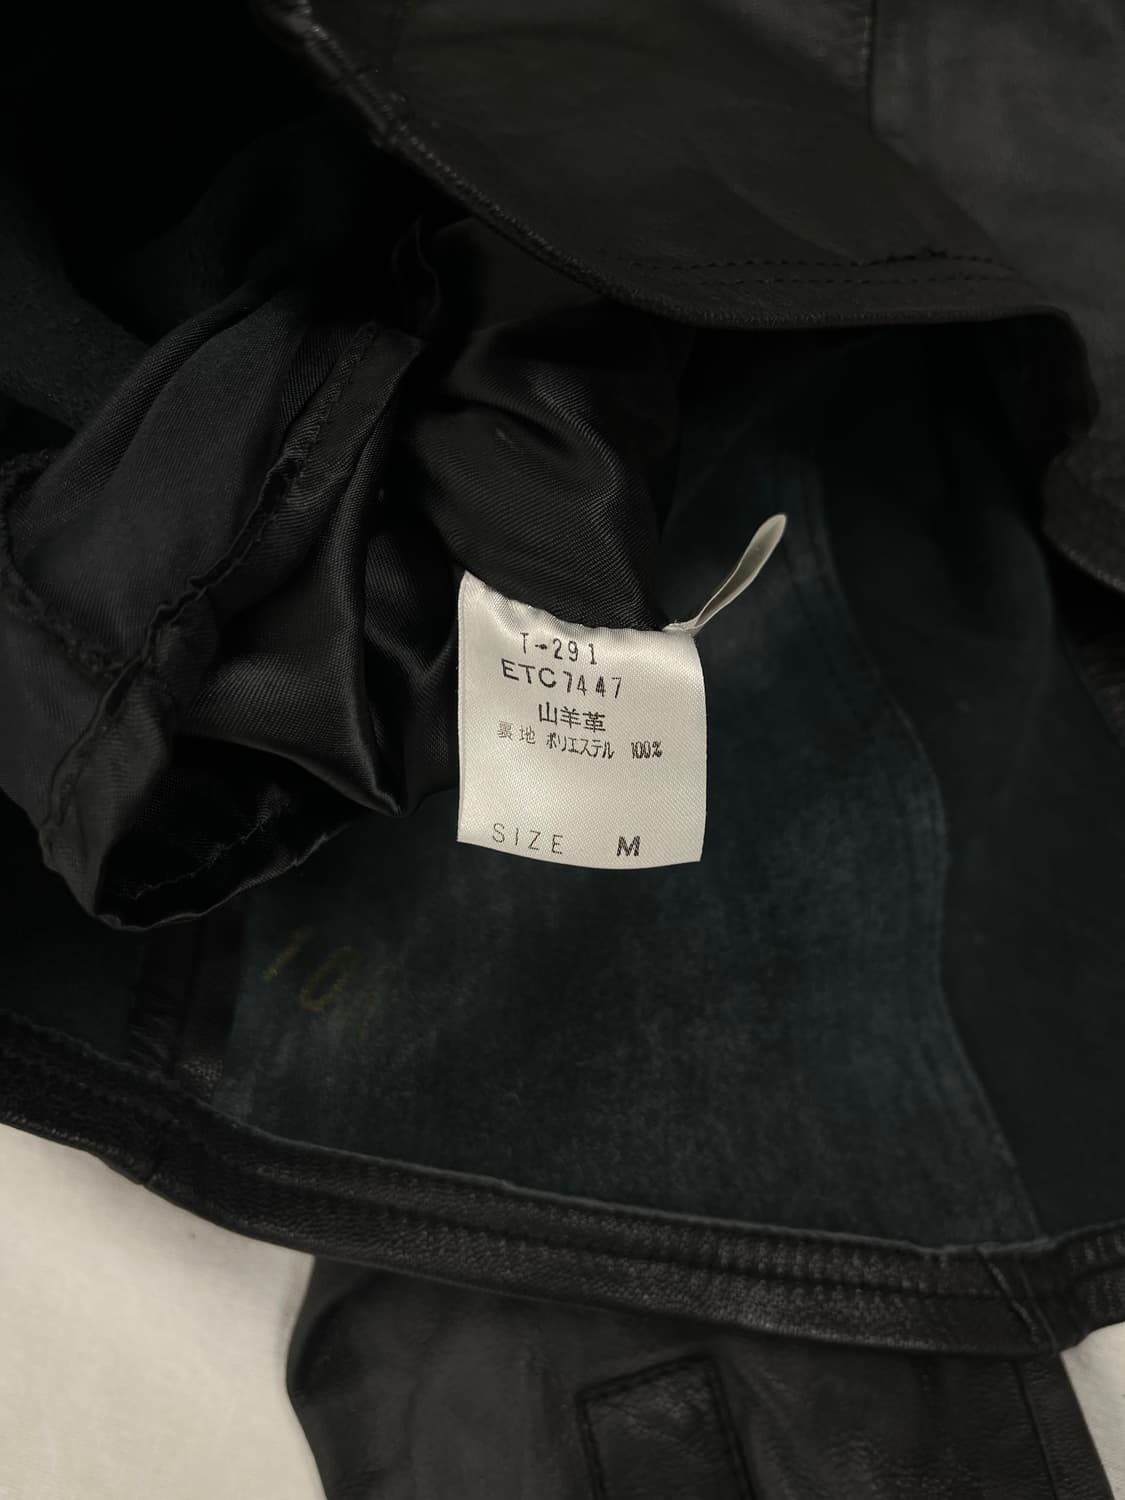 T-291
ETC7447
山羊革
裏地 ポリエステル 100%
SIZE M